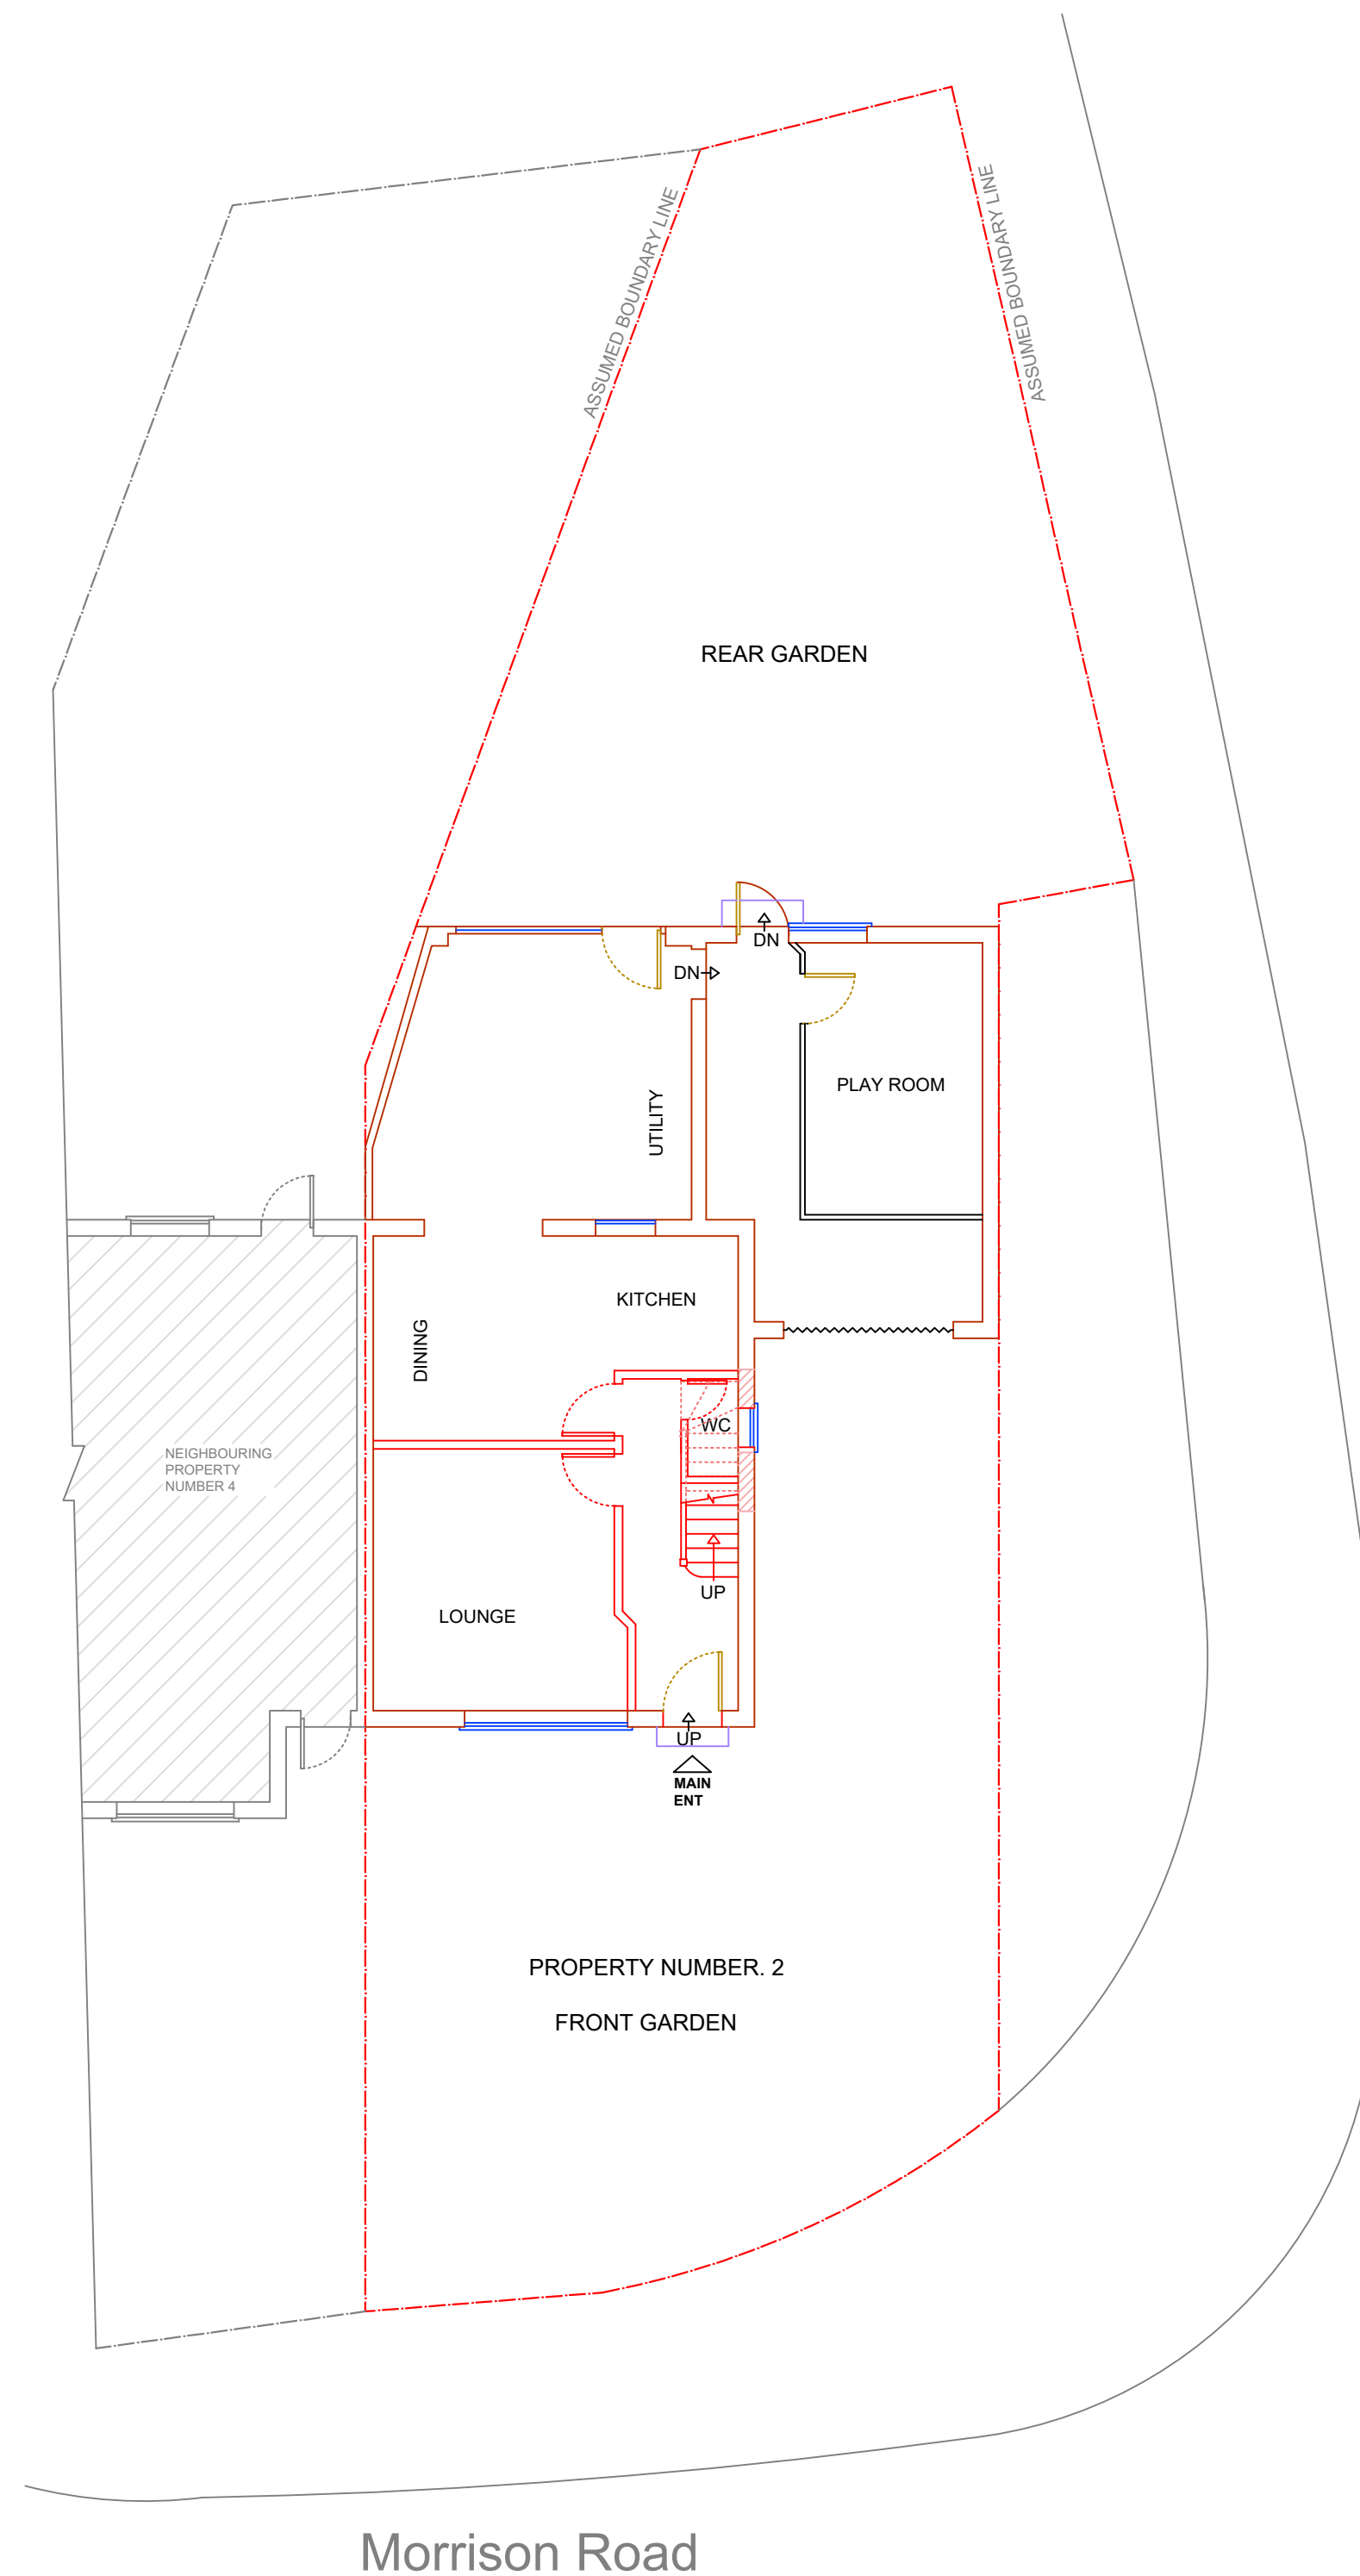 ASSUMED BOUNDARY LINE
ASSUMED BOUNDARY LINE
REAR GARDEN
DN
DN
PLAY ROOM
UTILITY
KITCHEN
DINING
WC
NEIGHBOURING
PROPERTY
NUMBER 4
UP
LOUNGE
UP
MAIN
ENT
PROPERTY NUMBER. 2
FRONT GARDEN
Morrison Road